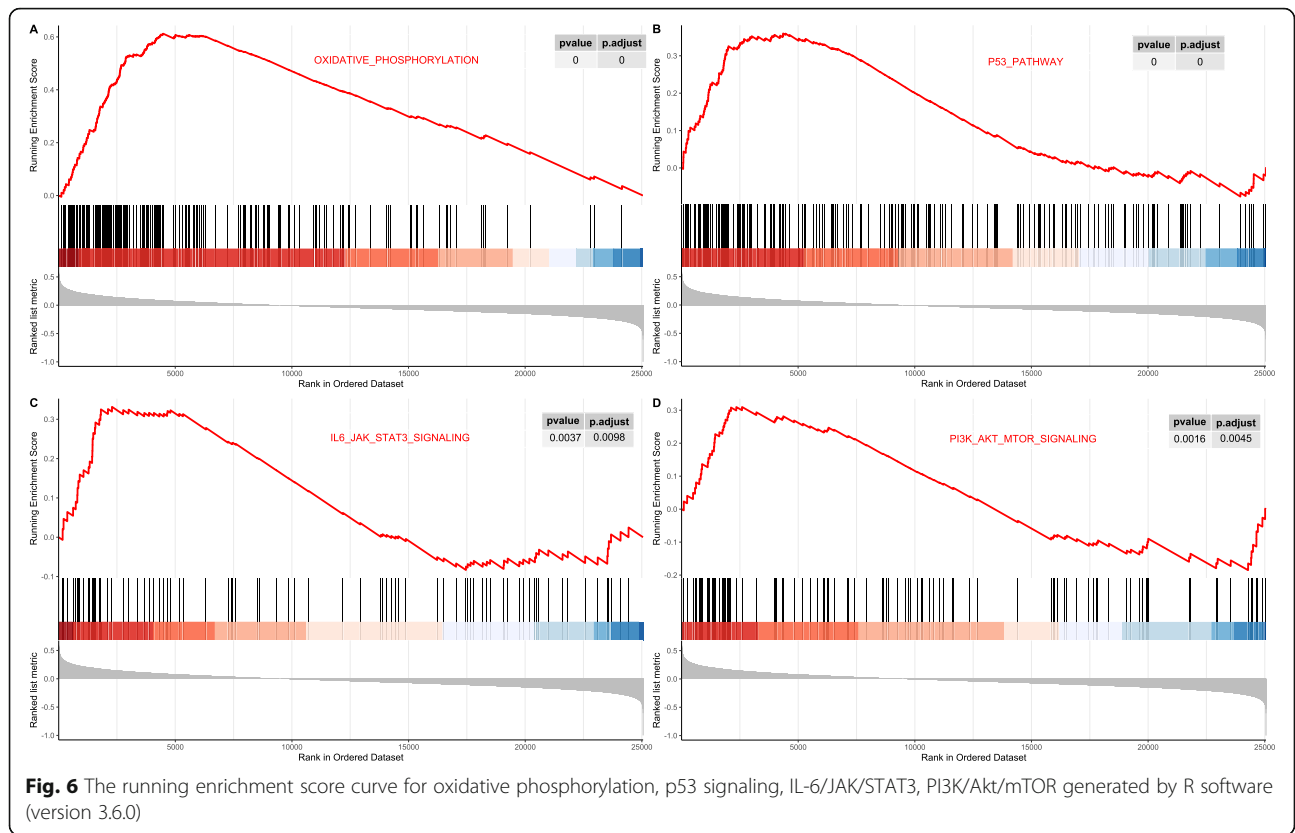 A
Running Enrichment Score
0.6
0.4
0.2
0.0
OXIDATIVE_PHOSPHORYLATION
pvalue p.adjust
0 0
Ranked list metric
0.5
0.0
-0.5
-1.0
5000 10000 15000 20000 25000
Rank in Ordered Dataset
B
Running Enrichment Score
0.3
0.2
0.1
0.0
P53_PATHWAY
pvalue p.adjust
0 0
Ranked list metric
0.5
0.0
-0.5
-1.0
5000 10000 15000 20000 25000
Rank in Ordered Dataset
C
Running Enrichment Score
0.3
0.2
0.1
0.0
-0.1
IL6_JAK_STAT3_SIGNALING
pvalue p.adjust
0.0037 0.0098
Ranked list metric
0.5
0.0
-0.5
-1.0
5000 10000 15000 20000 25000
Rank in Ordered Dataset
D
Running Enrichment Score
0.3
0.2
0.1
0.0
-0.1
-0.2
PI3K_AKT_MTOR_SIGNALING
pvalue p.adjust
0.0016 0.0045
Ranked list metric
0.5
0.0
-0.5
-1.0
5000 10000 15000 20000 25000
Rank in Ordered Dataset
Fig. 6 The running enrichment score curve for oxidative phosphorylation, p53 signaling, IL-6/JAK/STAT3, PI3K/Akt/mTOR generated by R software
(version 3.6.0)